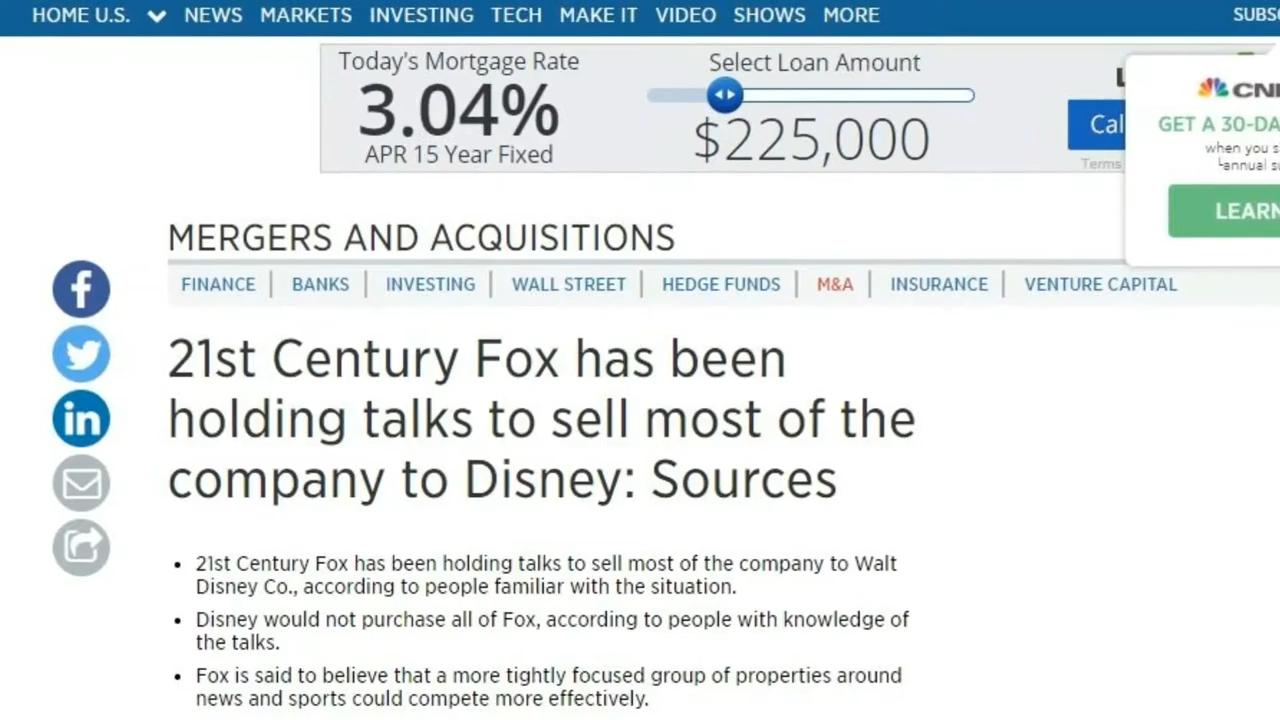 HOME U.S. NEWS MARKETS INVESTING TECH MAKE IT VIDEO SHOWS MORE
Today's Mortgage Rate
3.04%
APR 15 Year Fixed
Select Loan Amount
$225,000
Terms
GET A 30-DA
when you s
annual su
LEARN
MERGERS AND ACQUISITIONS
FINANCE | BANKS | INVESTING | WALL STREET | HEDGE FUNDS | M&A | INSURANCE | VENTURE CAPITAL
21st Century Fox has been
holding talks to sell most of the
company to Disney: Sources
• 21st Century Fox has been holding talks to sell most of the company to Walt
Disney Co., according to people familiar with the situation.
• Disney would not purchase all of Fox, according to people with knowledge of
the talks.
• Fox is said to believe that a more tightly focused group of properties around
news and sports could compete more effectively.